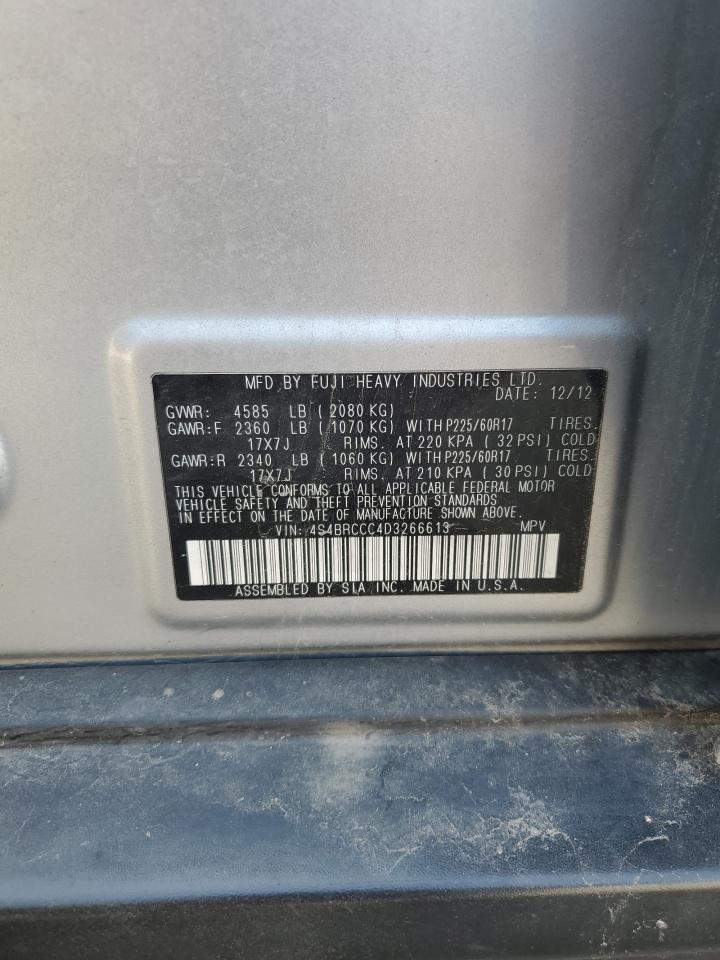 MFD. BY FUJI HEAVY INDUSTRIES LTD.
DATE: 12/12
GVWR: 4585 LB ( 2080 KG)
GAWR: F 2360 LB ( 1070 KG) WITH P225/60R17 TIRES.
17X7J RIMS. AT 220 KPA ( 32 PSI) COLD
GAWR: R 2340 LB ( 1060 KG) WITH P225/60R17. TIRES.
17X7J RIMS. AT 210 KPA ( 30 PSI) COLD
THIS VEHICLE CONFORMS TO ALL APPLICABLE FEDERAL MOTOR
VEHICLE SAFETY AND THEFT PREVENTION STANDARDS
IN EFFECT ON THE DATE OF MANUFACTURE SHOWN ABOVE.
VIN: 4S4BRCCC4D3266613 MPV
ASSEMBLED BY SIA INC. MADE IN U.S.A.